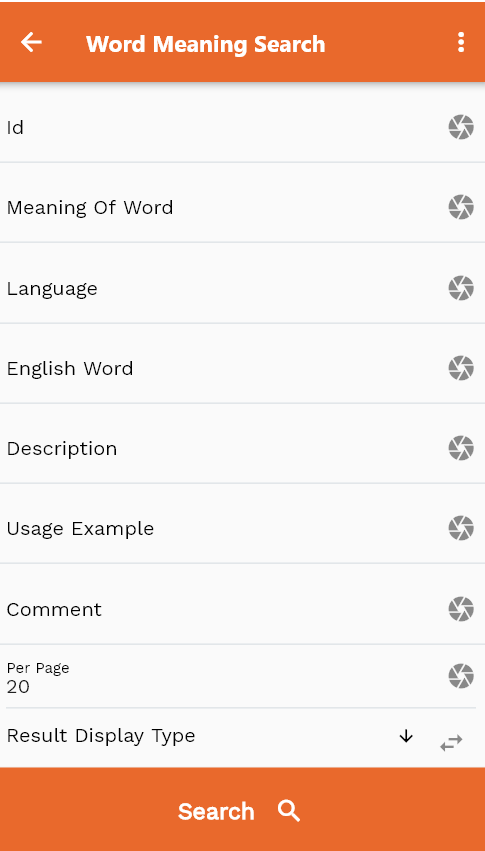 Word Meaning Search
Id
Meaning Of Word
Language
English Word
Description
Usage Example
Comment
Per Page
20
Result Display Type
Search